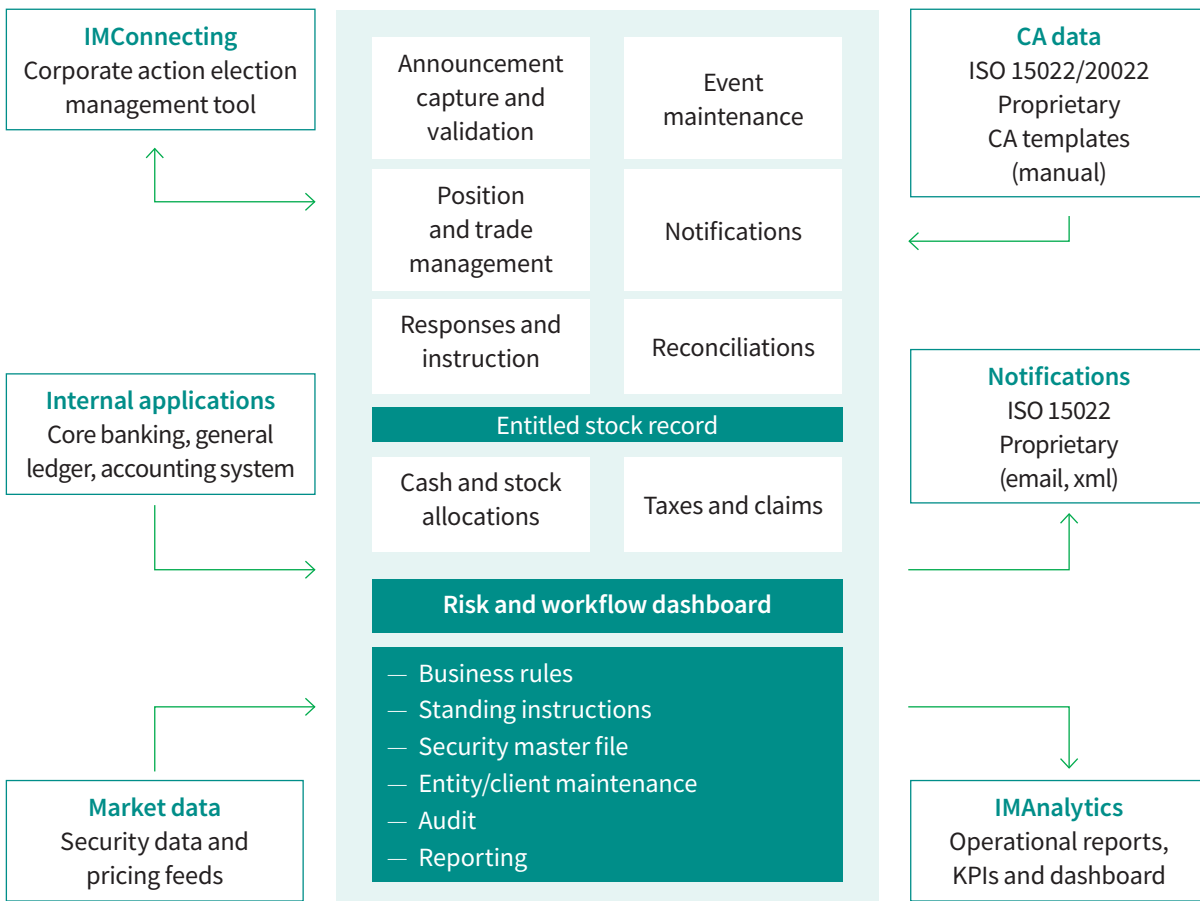 IMConnecting
Corporate action election
management tool
Internal applications
Core banking, general
ledger, accounting system
Market data
Security data and
pricing feeds
Announcement
capture and
validation
Event
maintenance
Position
and trade
management
Notifications
Responses and
instruction
Reconciliations
Entitled stock record
Cash and stock
allocations
Taxes and claims
Risk and workflow dashboard
— Business rules
— Standing instructions
— Security master file
— Entity/client maintenance
— Audit
— Reporting
CA data
ISO 15022/20022
Proprietary
CA templates
(manual)
Notifications
ISO 15022
Proprietary
(email, xml)
IMAnalytics
Operational reports,
KPIs and dashboard